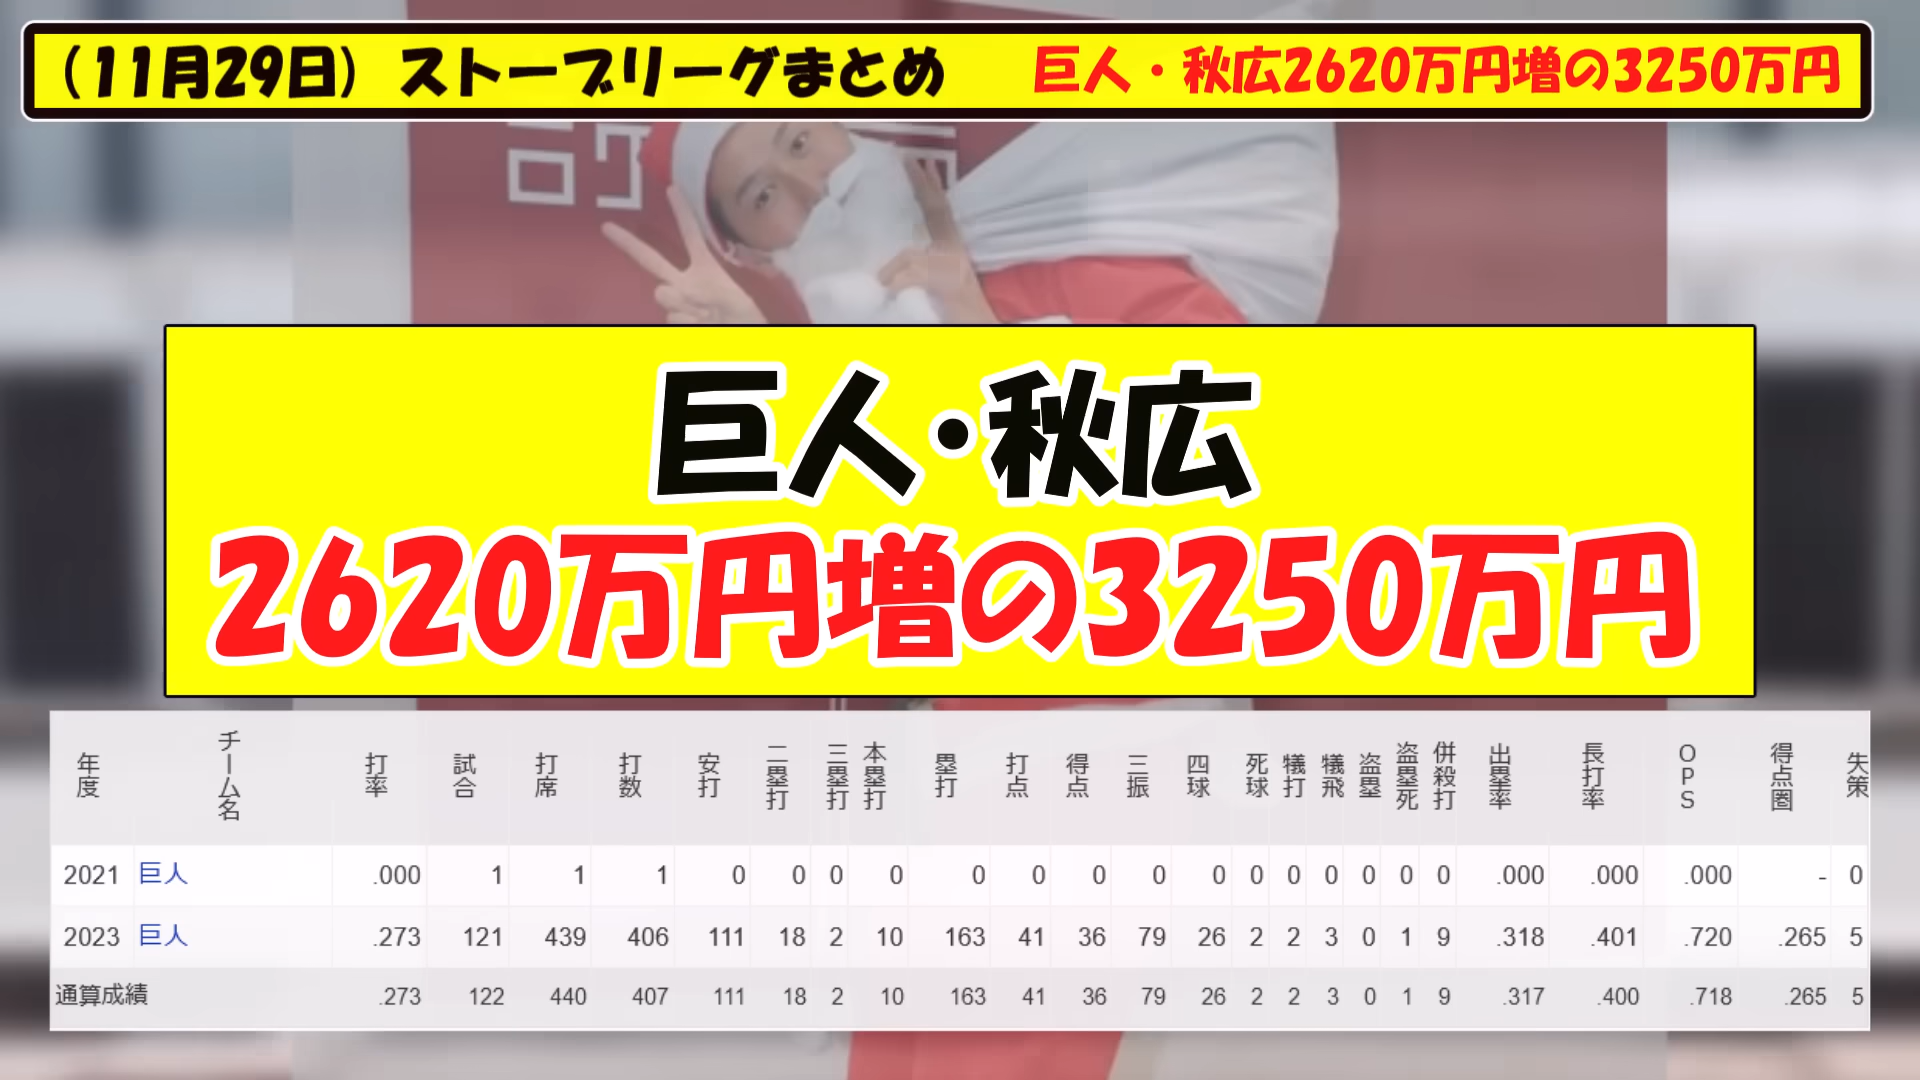 （11月29日）ストーブリーグまとめ 巨人・秋広2620万円増の3250万円
巨人・秋広
2620万円増の3250万円
年度 チーム名 打率 試合 打席 打数 安打 二塁打 三塁打 本塁打 塁打 打点 得点 三振 四球 死球 犠打 犠飛 盗塁 盗塁死 併殺打 出塁率 長打率 OPS 得点圏 失策
2021 巨人 .000 1 1 1 0 0 0 0 0 0 0 0 0 0 0 0 0 0 0 .000 .000 .000 - 0
2023 巨人 .273 121 439 406 111 18 2 10 163 41 36 79 26 2 2 3 0 1 9 .318 .401 .720 .265 5
通算成績 .273 122 440 407 111 18 2 10 163 41 36 79 26 2 2 3 0 1 9 .317 .400 .718 .265 5